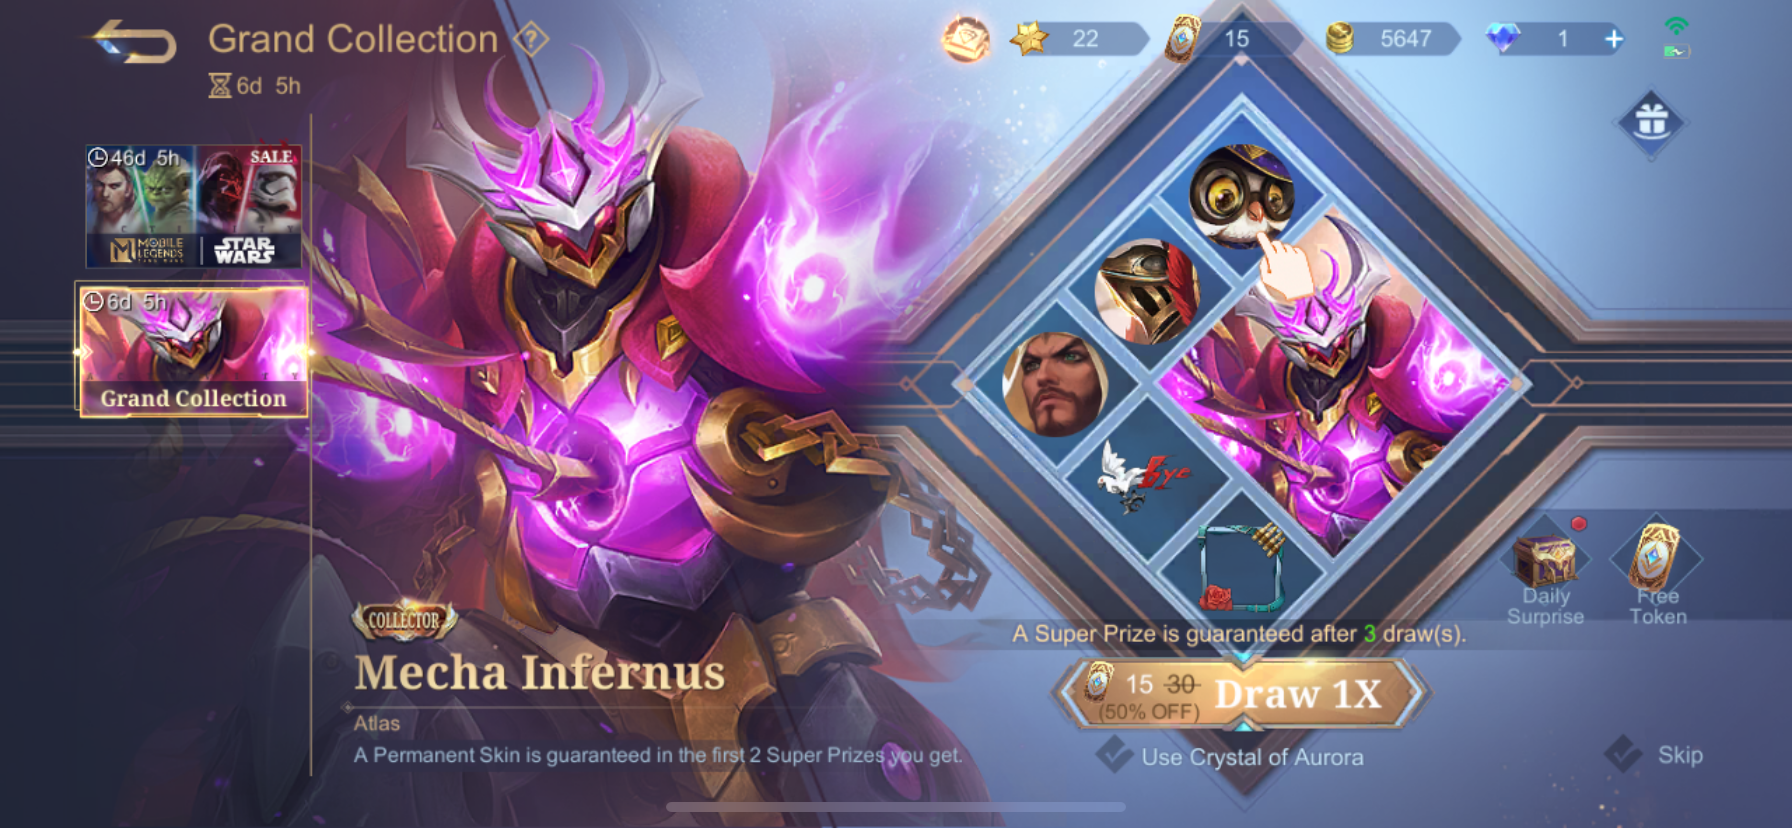 Grand Collection ?
22
15
5647
1 +
6d 5h
46d 5h
SALE
MOBILE
LEGENDS
STAR
WARS
6d 5h
Grand Collection
Bye
Daily
Surprise
Free
Token
A Super Prize is guaranteed after 3 draw(s).
COLLECTOR
Mecha Infernus
15 30 Draw 1X
(50% OFF)
Atlas
A Permanent Skin is guaranteed in the first 2 Super Prizes you get.
Use Crystal of Aurora
Skip